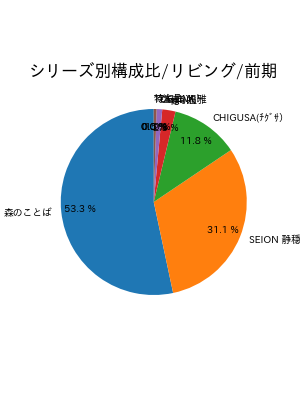 シリーズ別構成比/リビング/前期
CHIGUSA(ﾁｸﾞｻ)
11.8 %
森のことば
53.3 %
31.1 %
SEION 静穏